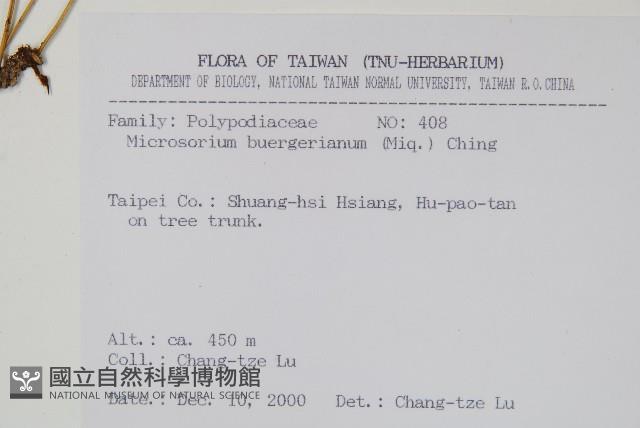 FLORA OF TAIWAN (TNU-HERBARIUM)
DEPARTMENT OF BIOLOGY, NATIONAL TAIWAN NORMAL UNIVERSITY, TAIWAN R.O.CHINA
Family: Polypodiaceae NO: 408
Microsorium buergerianum (Miq.) Ching
Taipei Co.: Shuang-hsi Hsiang, Hu-pao-tan
on tree trunk.
Alt.: ca. 450 m
Coll.: Chang-tze Lu
國立自然科學博物館
NATIONAL MUSEUM OF NATURAL SCIENCE
Date.: Dec. 10, 2000 Det.: Chang-tze Lu